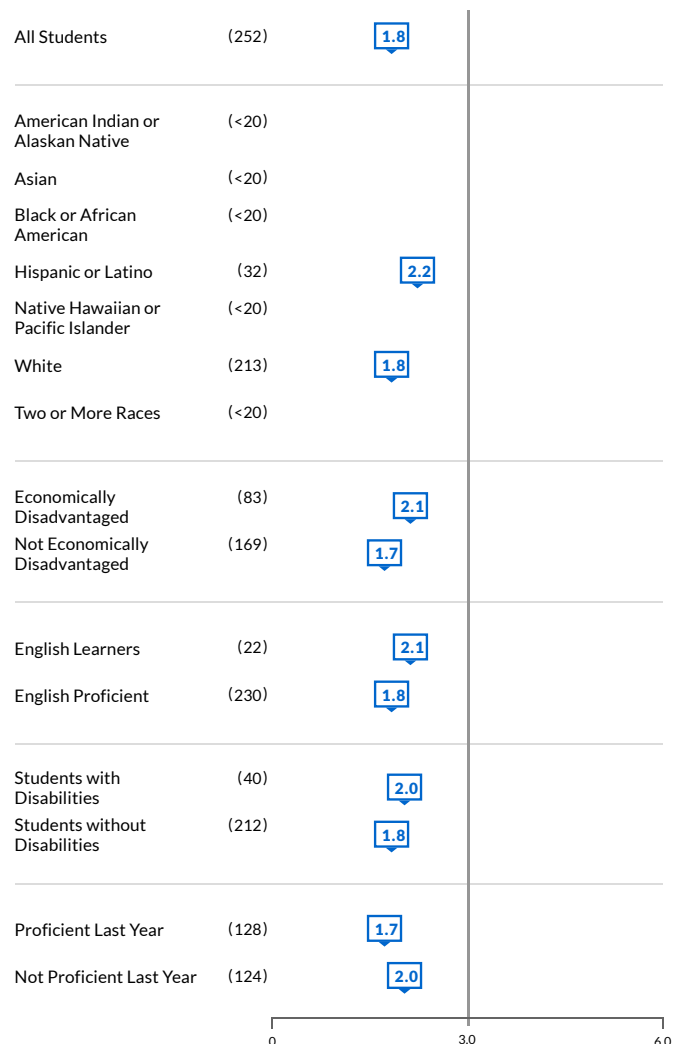 All Students (252) 1.8
American Indian or (<20)
Alaskan Native
Asian (<20)
Black or African (<20)
American
Hispanic or Latino (32) 2.2
Native Hawaiian or (<20)
Pacific Islander
White (213) 1.8
Two or More Races (<20)
Economically (83) 2.1
Disadvantaged
Not Economically (169) 1.7
Disadvantaged
English Learners (22) 2.1
English Proficient (230) 1.8
Students with (40) 2.0
Disabilities
Students without (212) 1.8
Disabilities
Proficient Last Year (128) 1.7
Not Proficient Last Year (124) 2.0
0 3.0 6.0